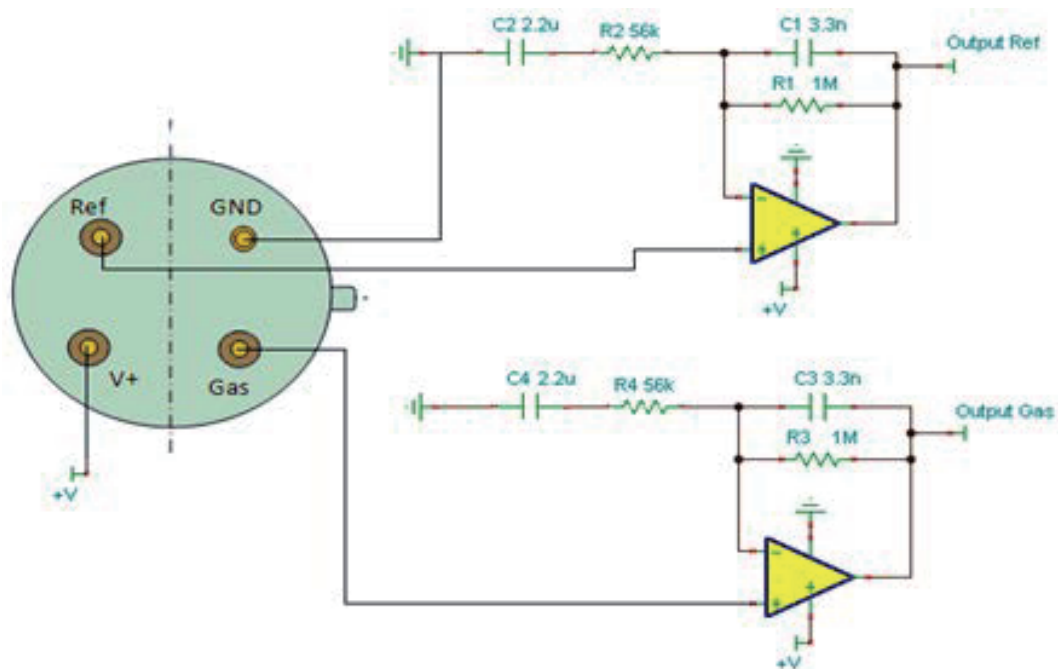 C2 2.2u
R2 56k
C1 3.3n
Output Ref
R1 1M
Ref
GND
-
+
+
+V
V+
Gas
+V
C4 2.2u
R4 56k
C3 3.3n
Output Gas
R3 1M
-
+
+
+V